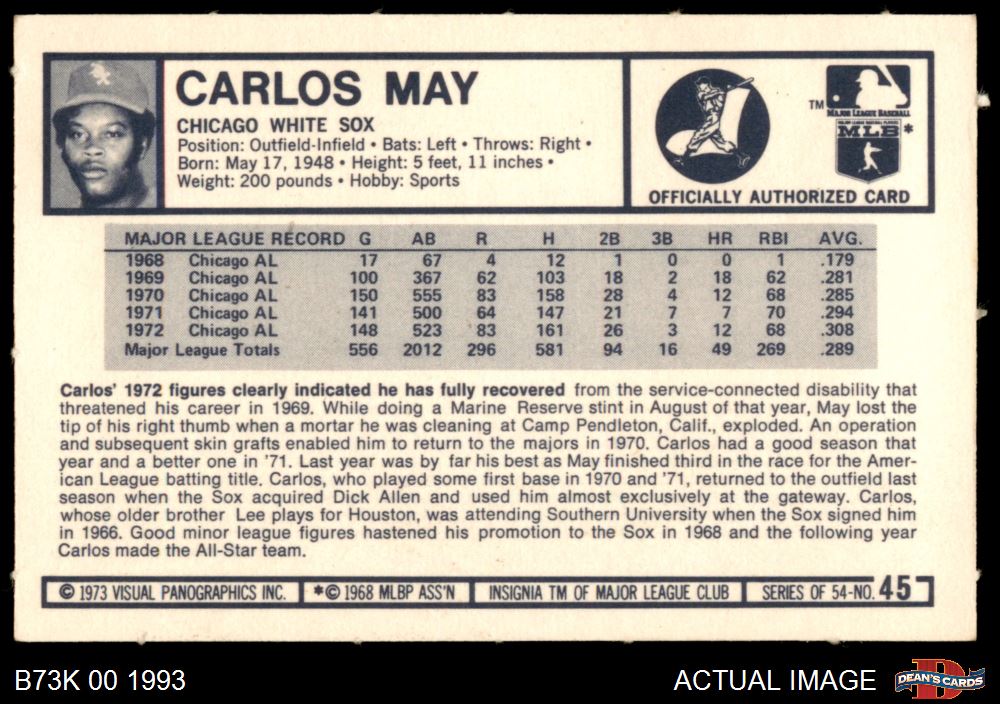 CARLOS MAY
CHICAGO WHITE SOX
Position: Outfield-Infield • Bats: Left • Throws: Right •
Born: May 17, 1948 • Height: 5 feet, 11 inches •
Weight: 200 pounds • Hobby: Sports
TM
MAJOR LEAGUE BASEBALL
MLB*
OFFICIALLY AUTHORIZED CARD
MAJOR LEAGUE RECORD G AB R H 2B 3B HR RBI AVG.
1968 Chicago AL 17 67 4 12 1 0 0 1 .179
1969 Chicago AL 100 367 62 103 18 2 18 62 .281
1970 Chicago AL 150 555 83 158 28 4 12 68 .285
1971 Chicago AL 141 500 64 147 21 7 7 70 .294
1972 Chicago AL 148 523 83 161 26 3 12 68 .308
Major League Totals 556 2012 296 581 94 16 49 269 .289
Carlos' 1972 figures clearly indicated he has fully recovered from the service-connected disability that
threatened his career in 1969. While doing a Marine Reserve stint in August of that year, May lost the
tip of his right thumb when a mortar he was cleaning at Camp Pendleton, Calif., exploded. An operation
and subsequent skin grafts enabled him to return to the majors in 1970. Carlos had a good season that
year and a better one in '71. Last year was by far his best as May finished third in the race for the Amer-
ican League batting title. Carlos, who played some first base in 1970 and '71, returned to the outfield last
season when the Sox acquired Dick Allen and used him almost exclusively at the gateway. Carlos,
whose older brother Lee plays for Houston, was attending Southern University when the Sox signed him
in 1966. Good minor league figures hastened his promotion to the Sox in 1968 and the following year
Carlos made the All-Star team.
© 1973 VISUAL PANOGRAPHICS INC. *© 1968 MLBP ASS'N INSIGNIA TM OF MAJOR LEAGUE CLUB SERIES OF 54-NO. 45
B73K 00 1993
ACTUAL IMAGE
D
DEAN'S CARDS